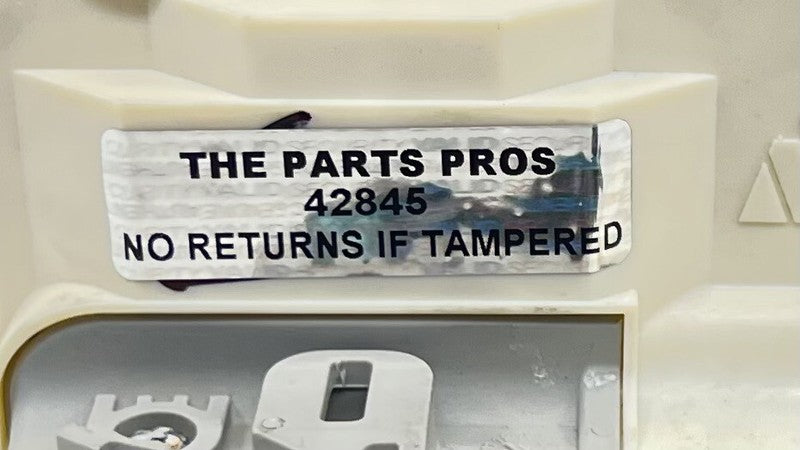 THE PARTS PROS
42845
NO RETURNS IF TAMPERED